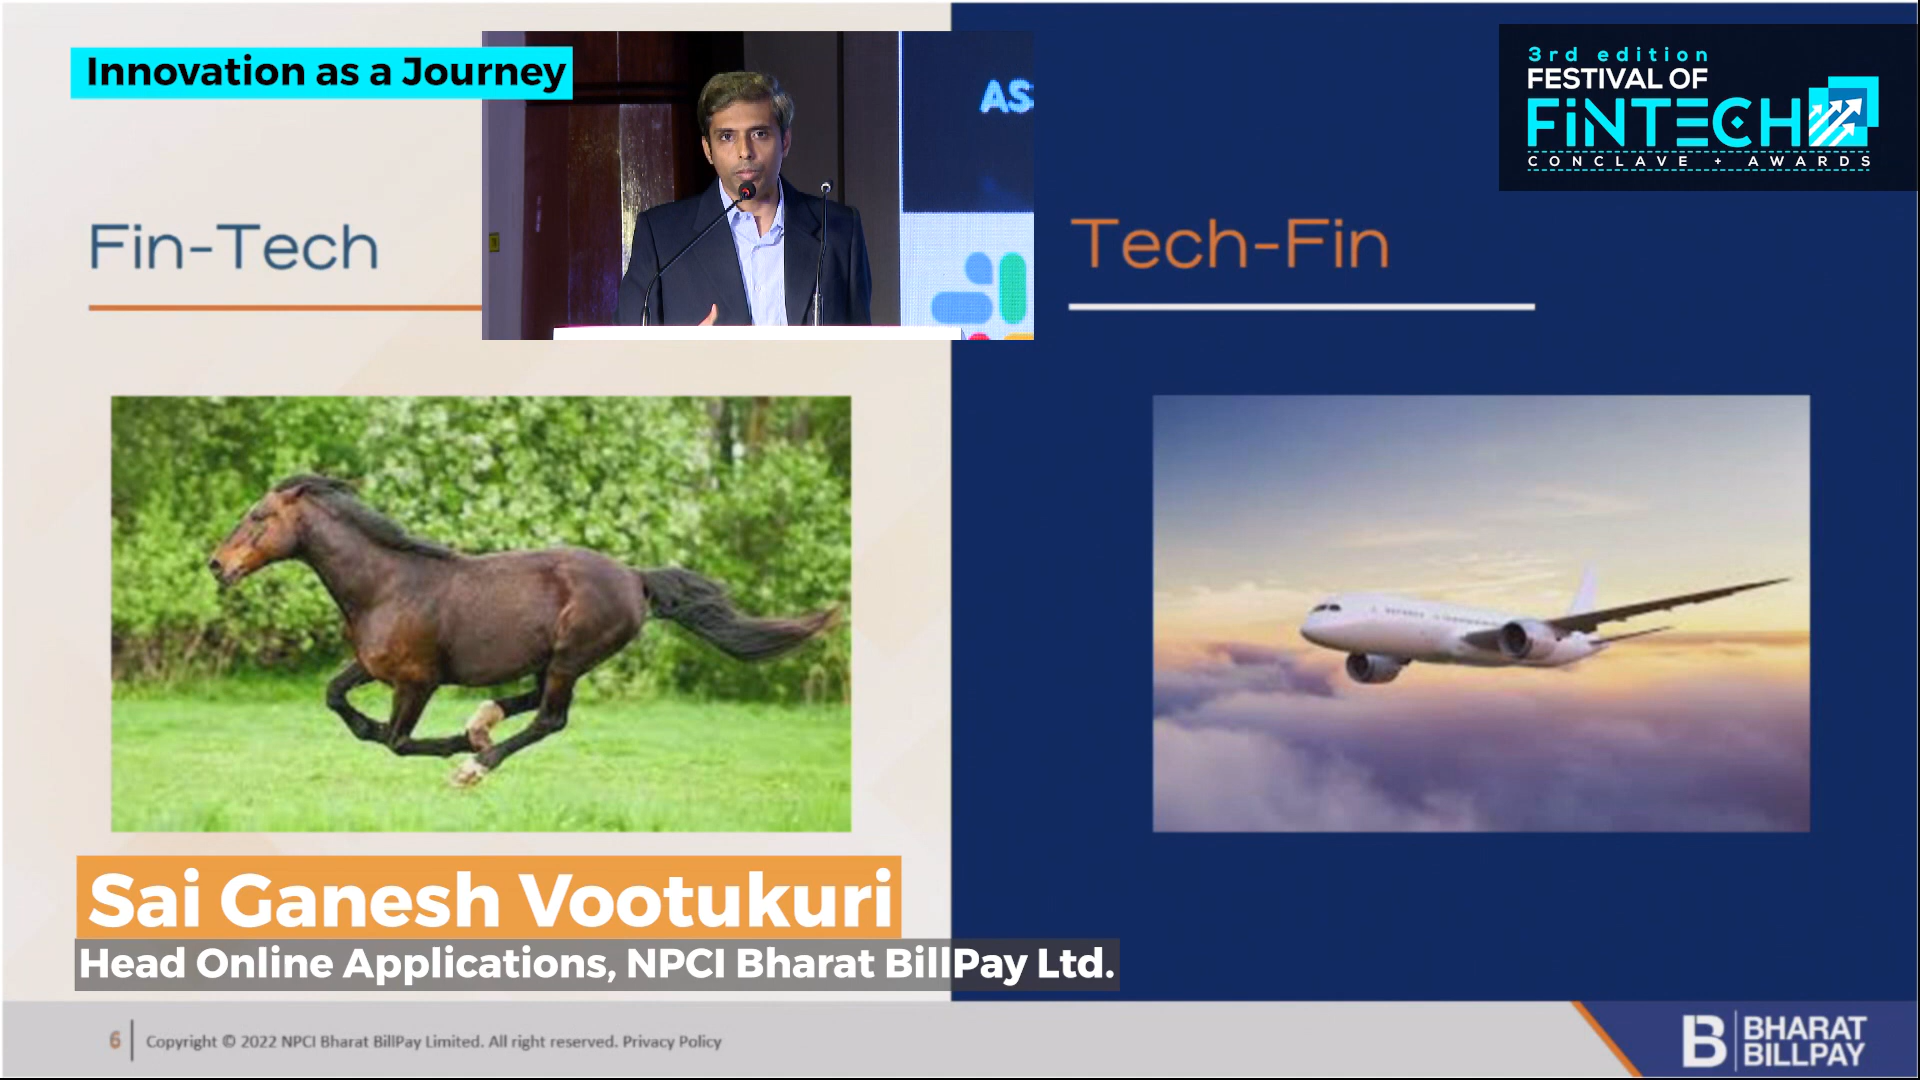 Innovation as a Journey
AS
3rd edition
FESTIVAL OF
FiNTECH
CONCLAVE + AWARDS
Fin-Tech
Tech-Fin
Sai Ganesh Vootukuri
Head Online Applications, NPCI Bharat BillPay Ltd.
6
Copyright © 2022 NPCI Bharat BillPay Limited. All right reserved. Privacy Policy
B
BHARAT
BILLPAY